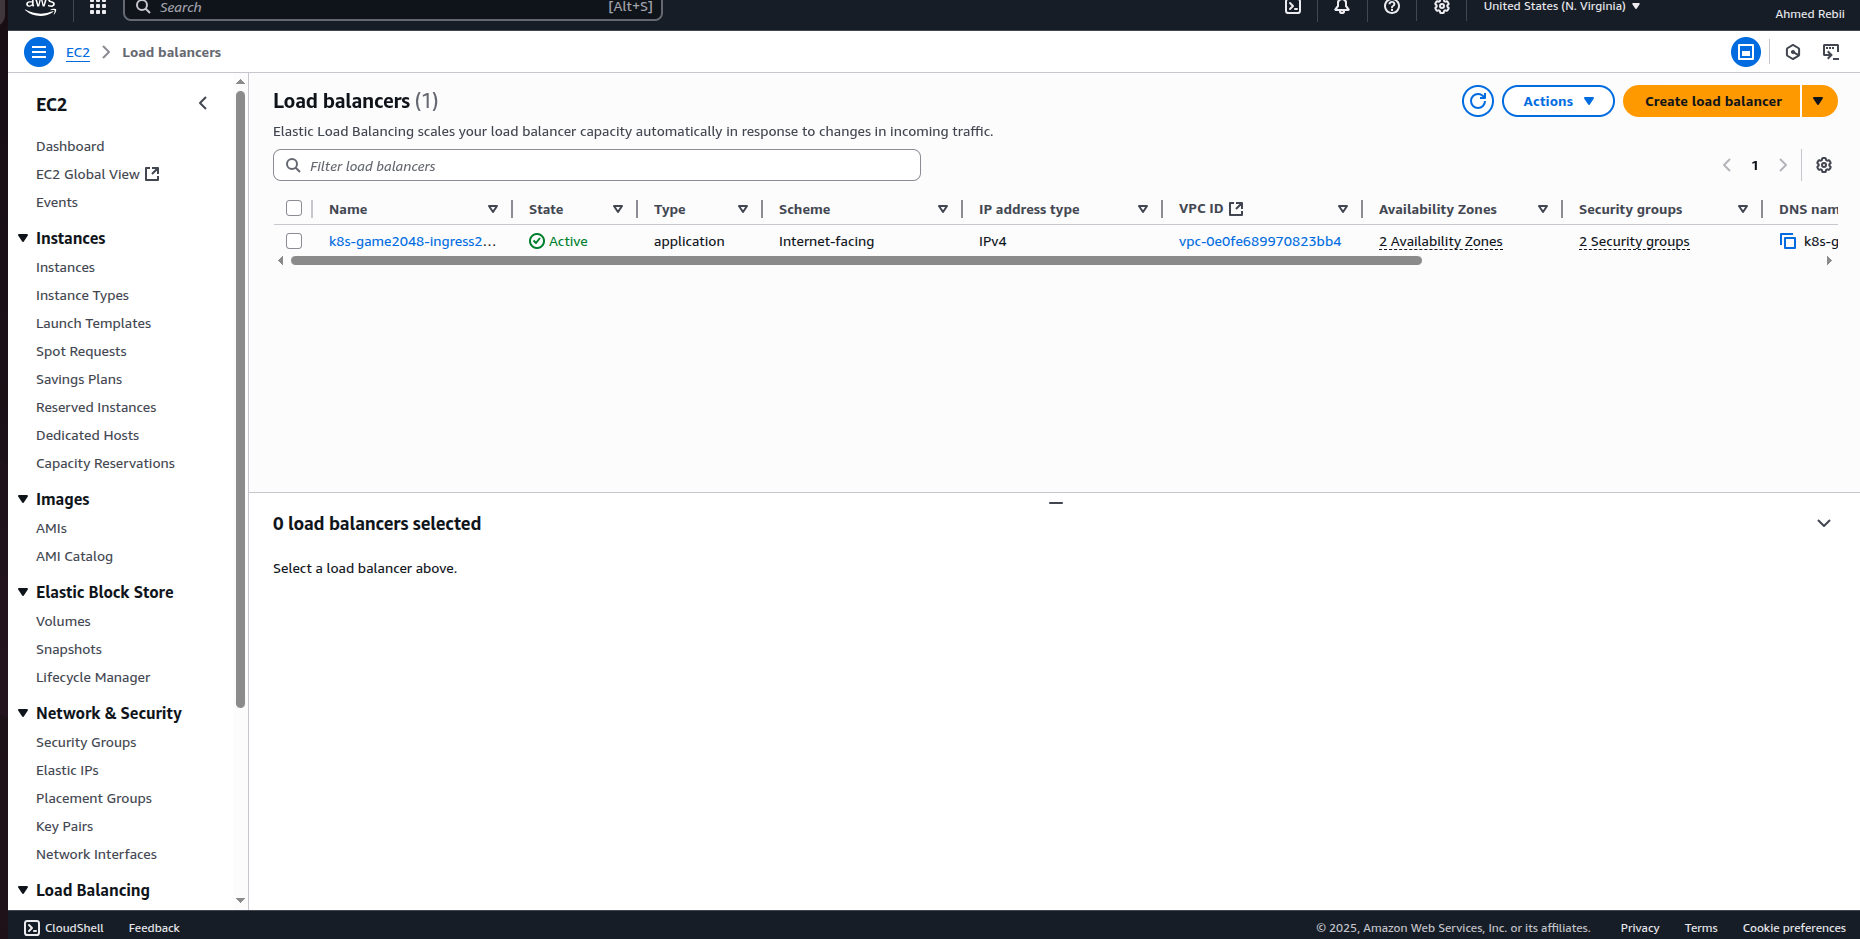 aws
Search [Alt+S]
United States (N. Virginia)
Ahmed Rebii
EC2 Load balancers
EC2
Dashboard
EC2 Global View
Events
Instances
Instances
Instance Types
Launch Templates
Spot Requests
Savings Plans
Reserved Instances
Dedicated Hosts
Capacity Reservations
Images
AMIs
AMI Catalog
Elastic Block Store
Volumes
Snapshots
Lifecycle Manager
Network & Security
Security Groups
Elastic IPs
Placement Groups
Key Pairs
Network Interfaces
Load Balancing
Load balancers (1)
Actions
Create load balancer
Elastic Load Balancing scales your load balancer capacity automatically in response to changes in incoming traffic.
Filter load balancers
1
Name State Type Scheme IP address type VPC ID Availability Zones Security groups DNS nam
k8s-game2048-ingress2... Active application Internet-facing IPv4 vpc-0e0fe689970823bb4 2 Availability Zones 2 Security groups k8s-g
0 load balancers selected
Select a load balancer above.
CloudShell Feedback © 2025, Amazon Web Services, Inc. or its affiliates. Privacy Terms Cookie preferences